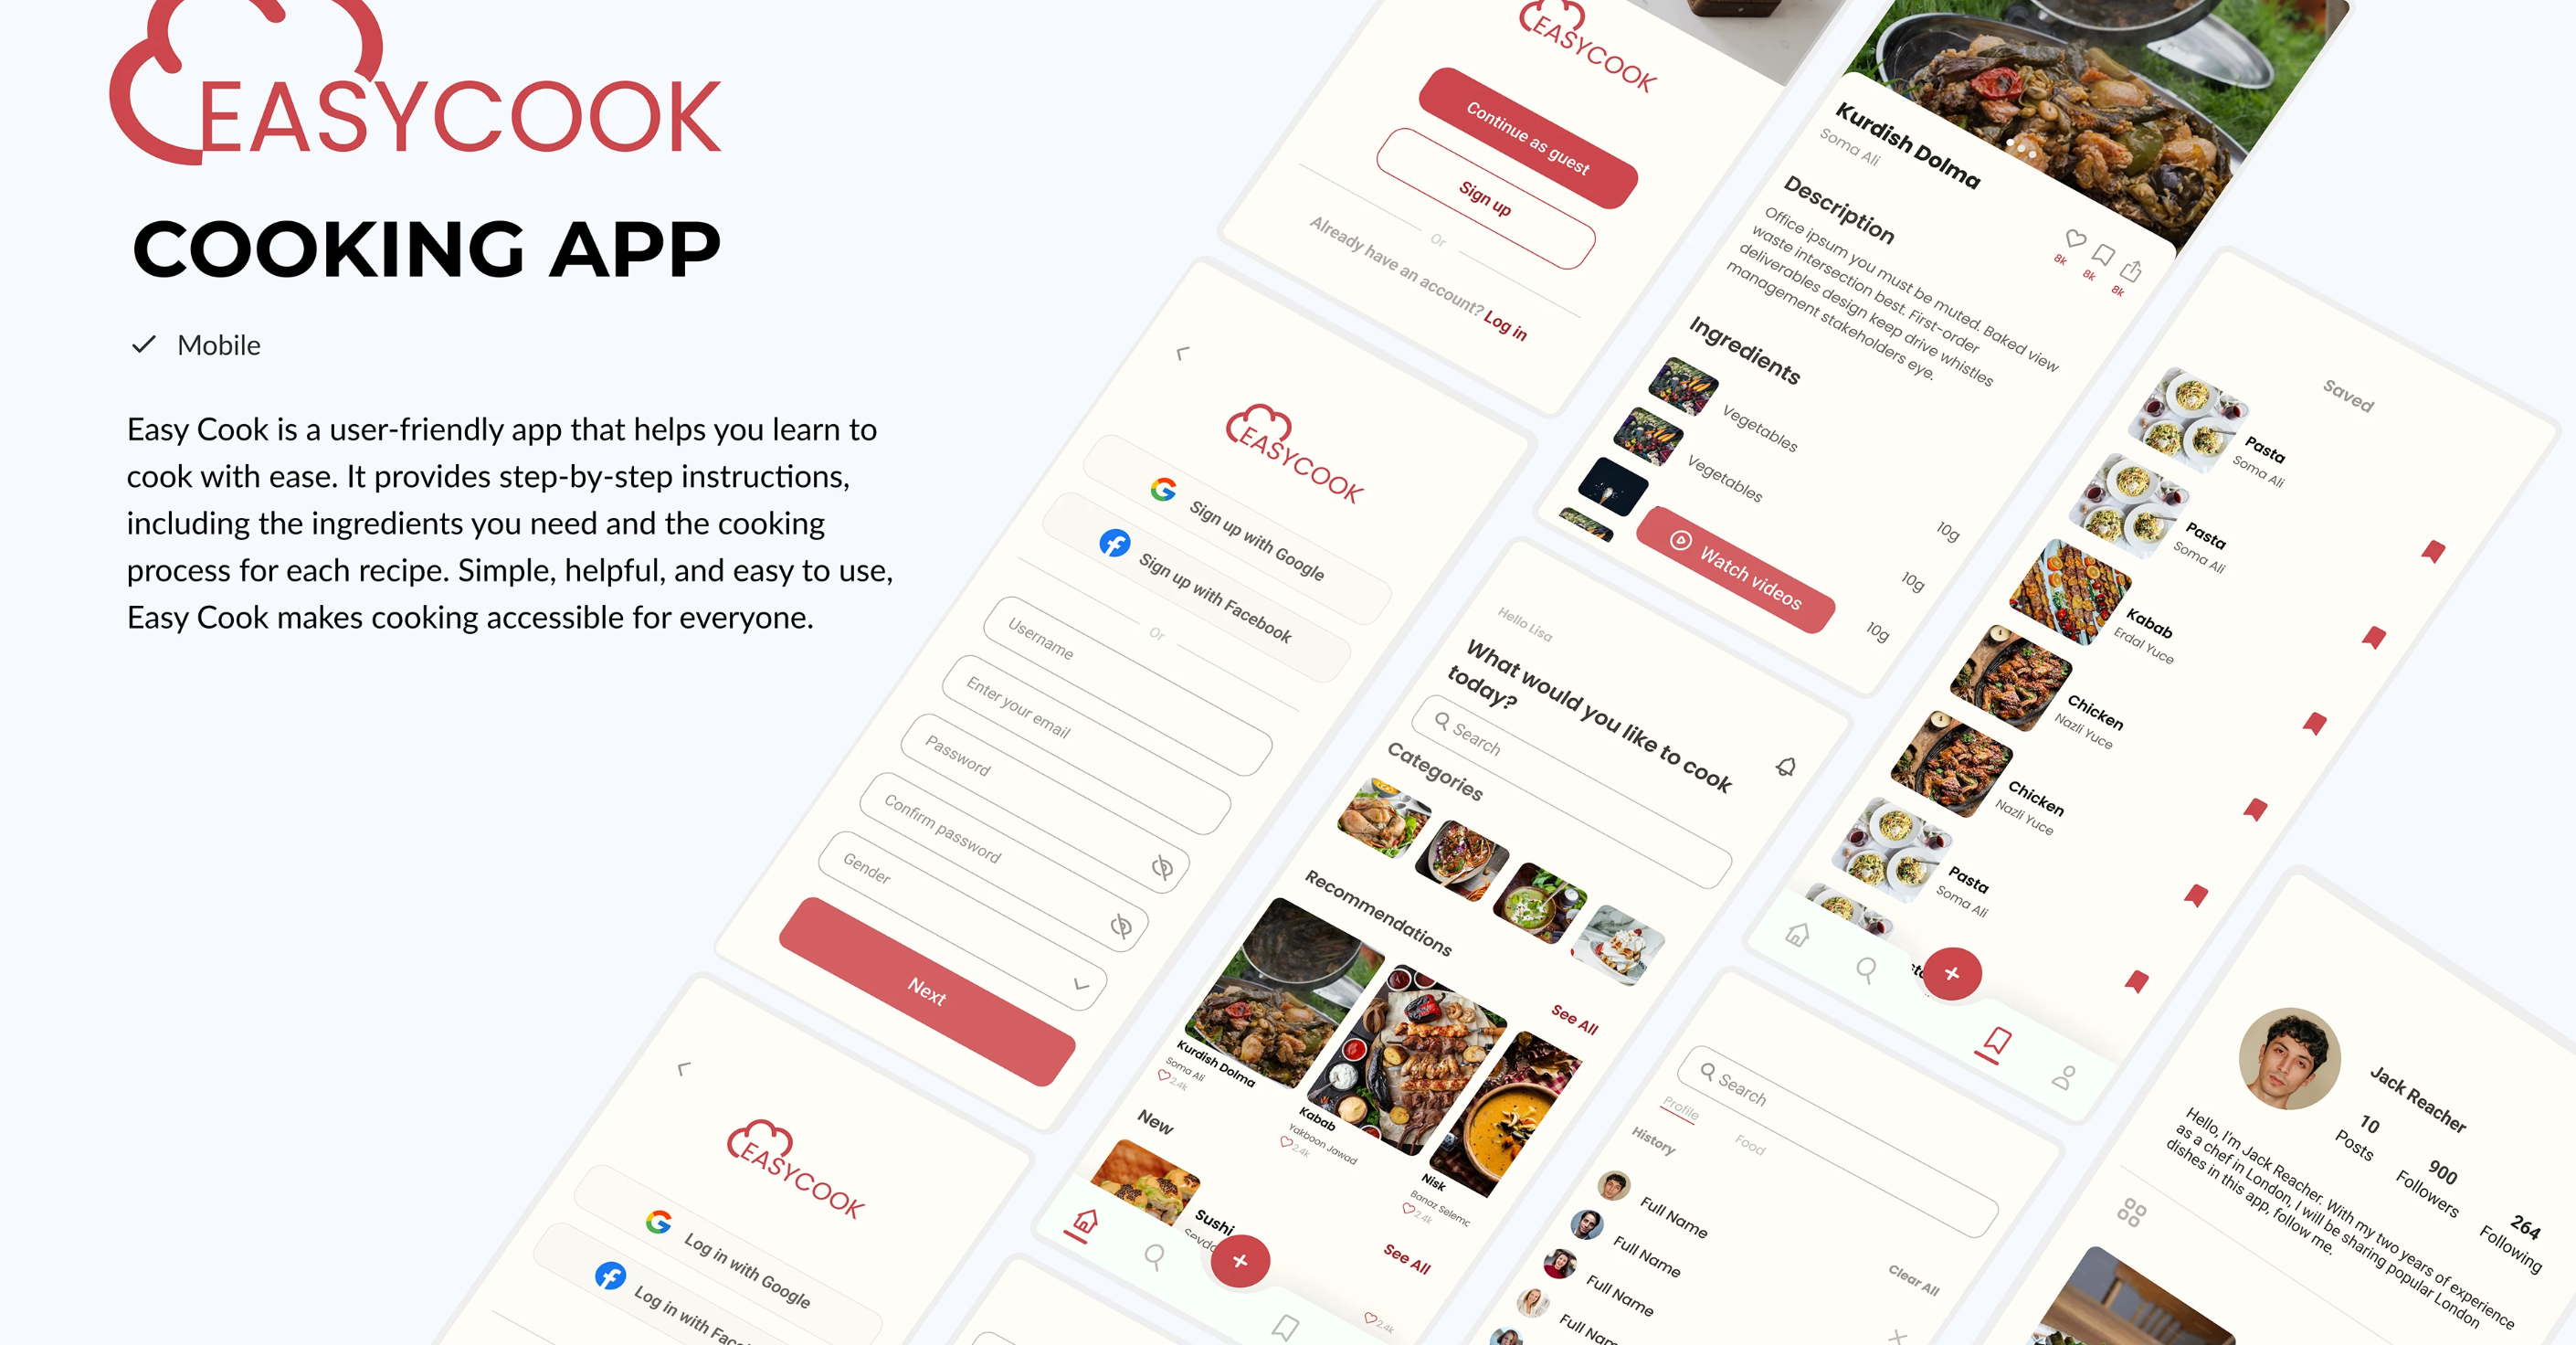 EASYCOOK
COOKING APP
Mobile
Easy Cook is a user-friendly app that helps you learn to
cook with ease. It provides step-by-step instructions,
including the ingredients you need and the cooking
process for each recipe. Simple, helpful, and easy to use,
Easy Cook makes cooking accessible for everyone.
EASYCOOK
Continue as guest
Sign up
Or
Already have an account? Log in
EASYCOOK
Sign up with Google
Sign up with Facebook
Or
Username
Enter your email
Password
Confirm password
Gender
Next
EASYCOOK
Log in with Google
Log in with
Kurdish Dolma
Soma Ali
8k
8k
8k
Description
Office ipsum you must be muted. Baked view
waste intersection best. First-order
deliverables design keep drive whistles
management stakeholders eye.
Ingredients
Vegetables
10g
Vegetables
10g
10g
Watch videos
Hello Lisa
What would you like to cook
today?
Search
Categories
Recommendations
See All
Kurdish Dolma
Soma Ali
2.4k
Kabab
Yakboon Jawad
2.4k
Nisk
Banaz
2.4k
New
See All
Sushi
2.4k
Saved
Pasta
Soma Ali
Pasta
Soma Ali
Kabab
Erdal Yuce
Chicken
Nazli Yuce
Chicken
Nazli Yuce
Pasta
Soma Ali
Search
Profile
Food
History
Clear All
Full Name
Full Name
Full Name
Full
Jack Reacher
10
Posts
900
Followers
264
Following
Hello, I'm Jack Reacher. With my two years of experience
as a chef in London, I will be sharing popular London
dishes in this app, follow me.